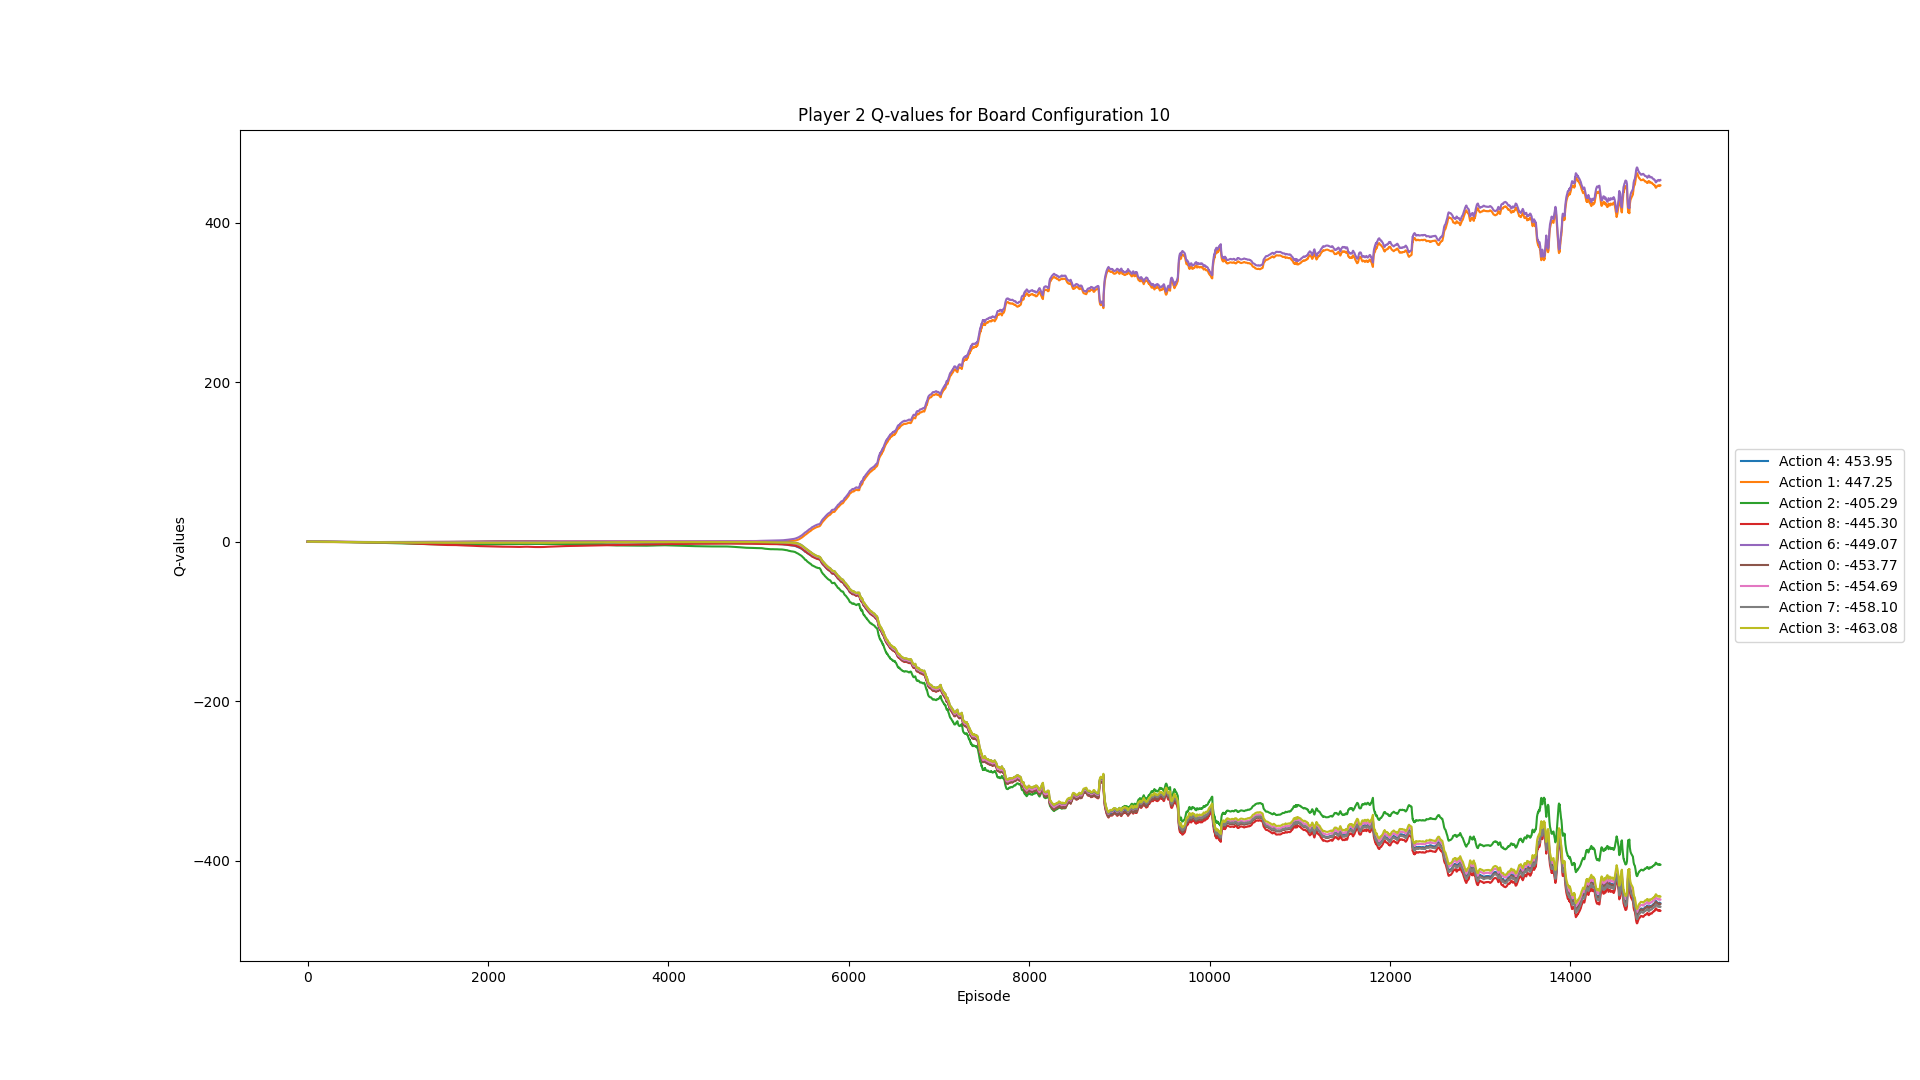 Player 2 Q-values for Board Configuration 10
400
200
0
−200
−400
Q-values
0 2000 4000 6000 8000 10000 12000 14000
Episode
Action 4: 453.95
Action 1: 447.25
Action 2: -405.29
Action 8: -445.30
Action 6: -449.07
Action 0: -453.77
Action 5: -454.69
Action 7: -458.10
Action 3: -463.08